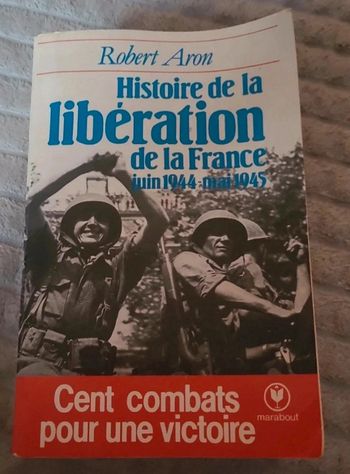 Robert Aron
Histoire de la
libération
de la France
juin 1944-mai 1945
Cent combats
pour une victoire
marabout